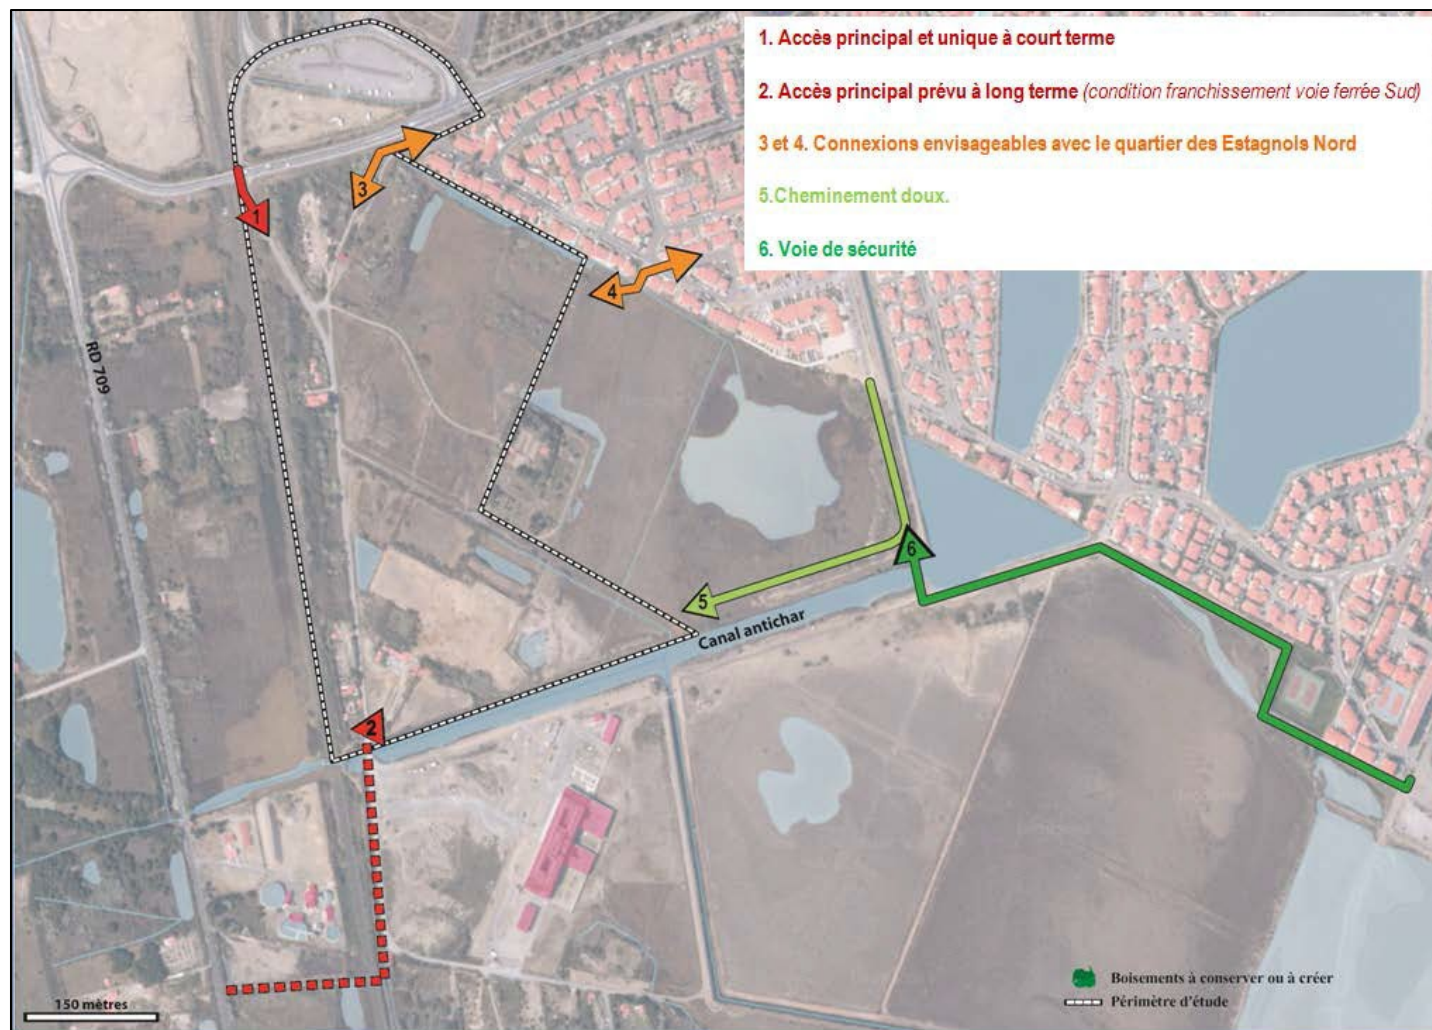 1. Accès principal et unique à court terme
2. Accès principal prévu à long terme (condition franchissement voie ferrée Sud)
3 et 4. Connexions envisageables avec le quartier des Estagnols Nord
5.Cheminement doux.
6. Voie de sécurité
3
1
4
RD 709
6
5
Canal antichar
2
Boisements à conserver ou à créer
Périmètre d'étude
150 mètres